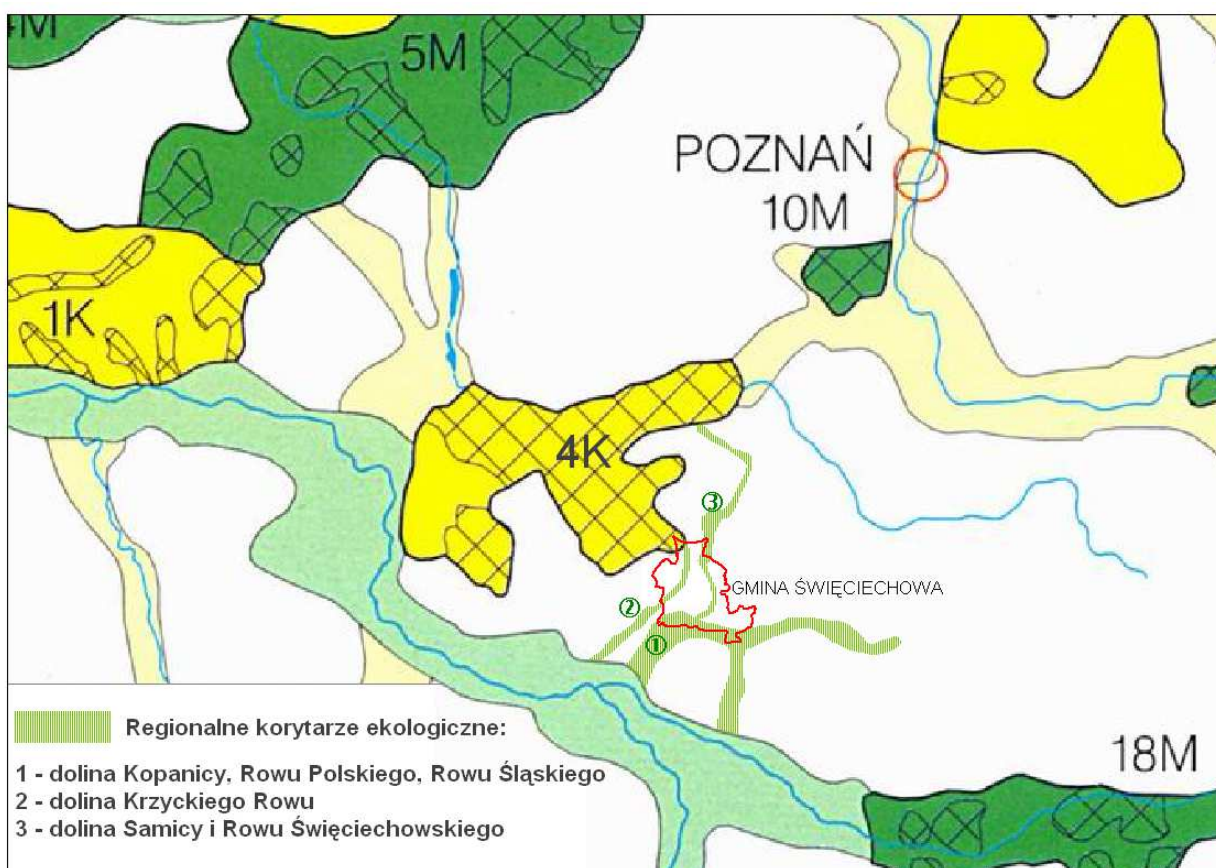 5M
POZNAŃ
10M
1K
4K
③
GMINA ŚWIĘCIECHOWA
②
①
Regionalne korytarze ekologiczne:
18M
1 - dolina Kopanicy, Rowu Polskiego, Rowu Śląskiego
2 - dolina Krzyckiego Rowu
3 - dolina Samicy i Rowu Święciechowskiego